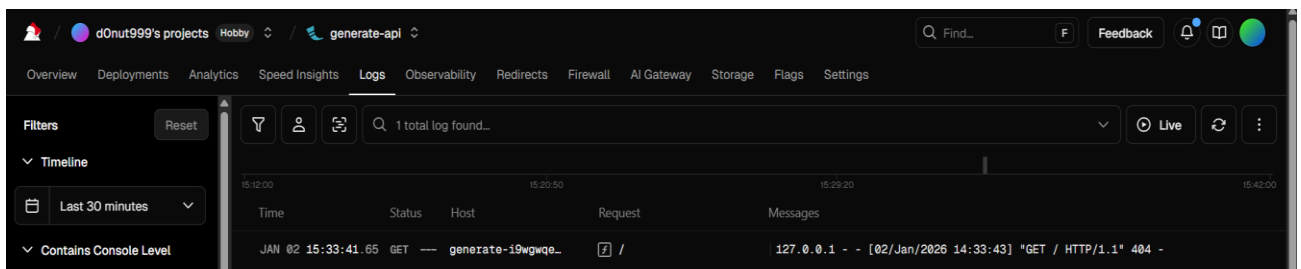 / d0nut999's projects Hobby / generate-api Find... F Feedback
Overview Deployments Analytics Speed Insights Logs Observability Redirects Firewall AI Gateway Storage Flags Settings
Filters Reset 1 total log found... Live
Timeline
15:12:00 15:20:50 15:29:20 15:42:00
Last 30 minutes
Time Status Host Request Messages
Contains Console Level
JAN 02 15:33:41.65 GET --- generate-i9wgwqe… f / 127.0.0.1 - - [02/Jan/2026 14:33:43] "GET / HTTP/1.1" 404 -